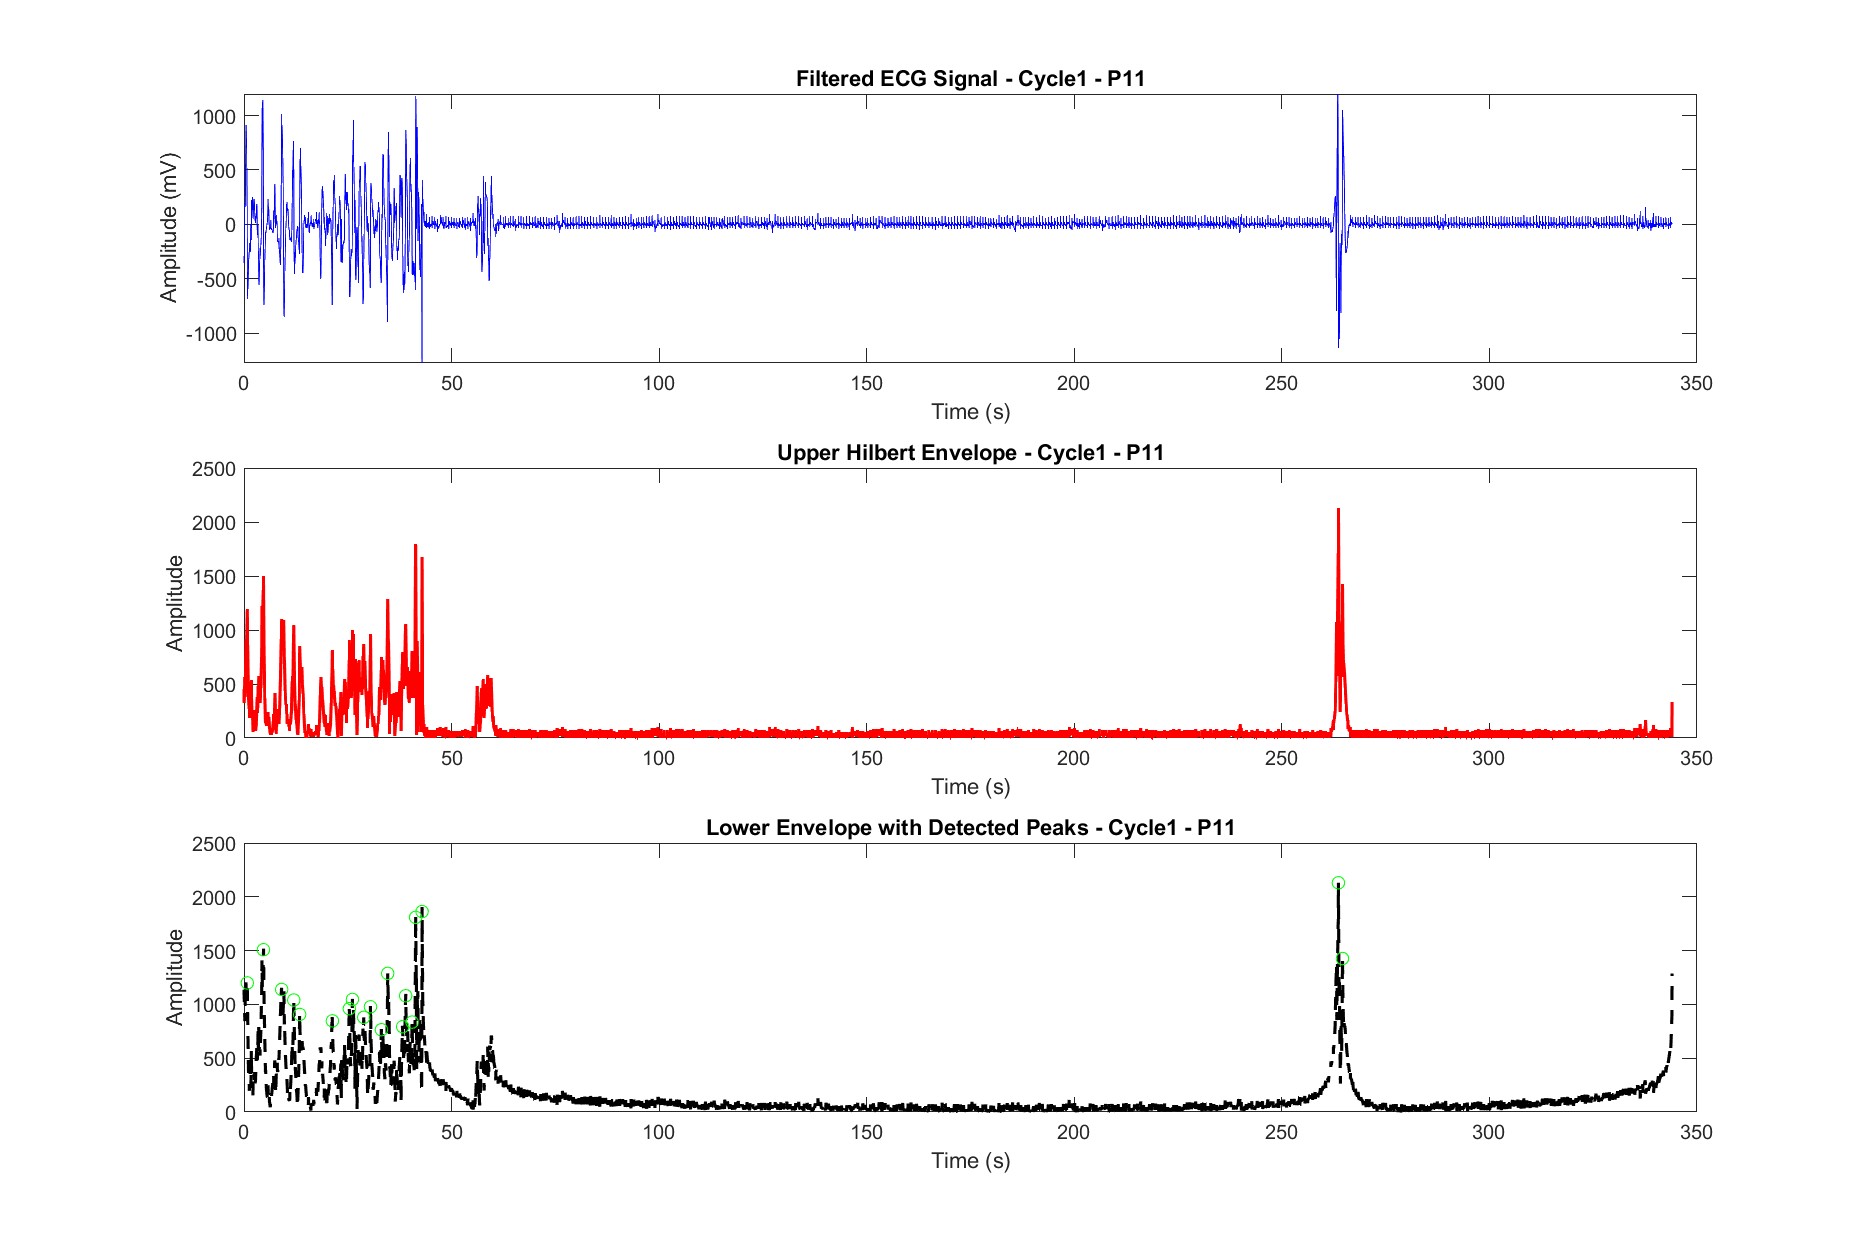 Filtered ECG Signal - Cycle1 - P11
Amplitude (mV)
1000
500
0
-500
-1000
0 50 100 150 200 250 300 350
Time (s)
Upper Hilbert Envelope - Cycle1 - P11
Amplitude
2500
2000
1500
1000
500
0
0 50 100 150 200 250 300 350
Time (s)
Lower Envelope with Detected Peaks - Cycle1 - P11
Amplitude
2500
2000
1500
1000
500
0
0 50 100 150 200 250 300 350
Time (s)